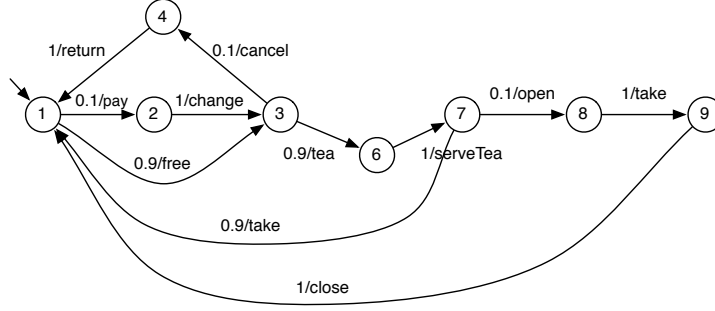 4
1/return
0.1/cancel
1
0.1/pay
2
1/change
3
7
0.1/open
8
1/take
9
0.9/free
0.9/tea
6
1/serveTea
0.9/take
1/close